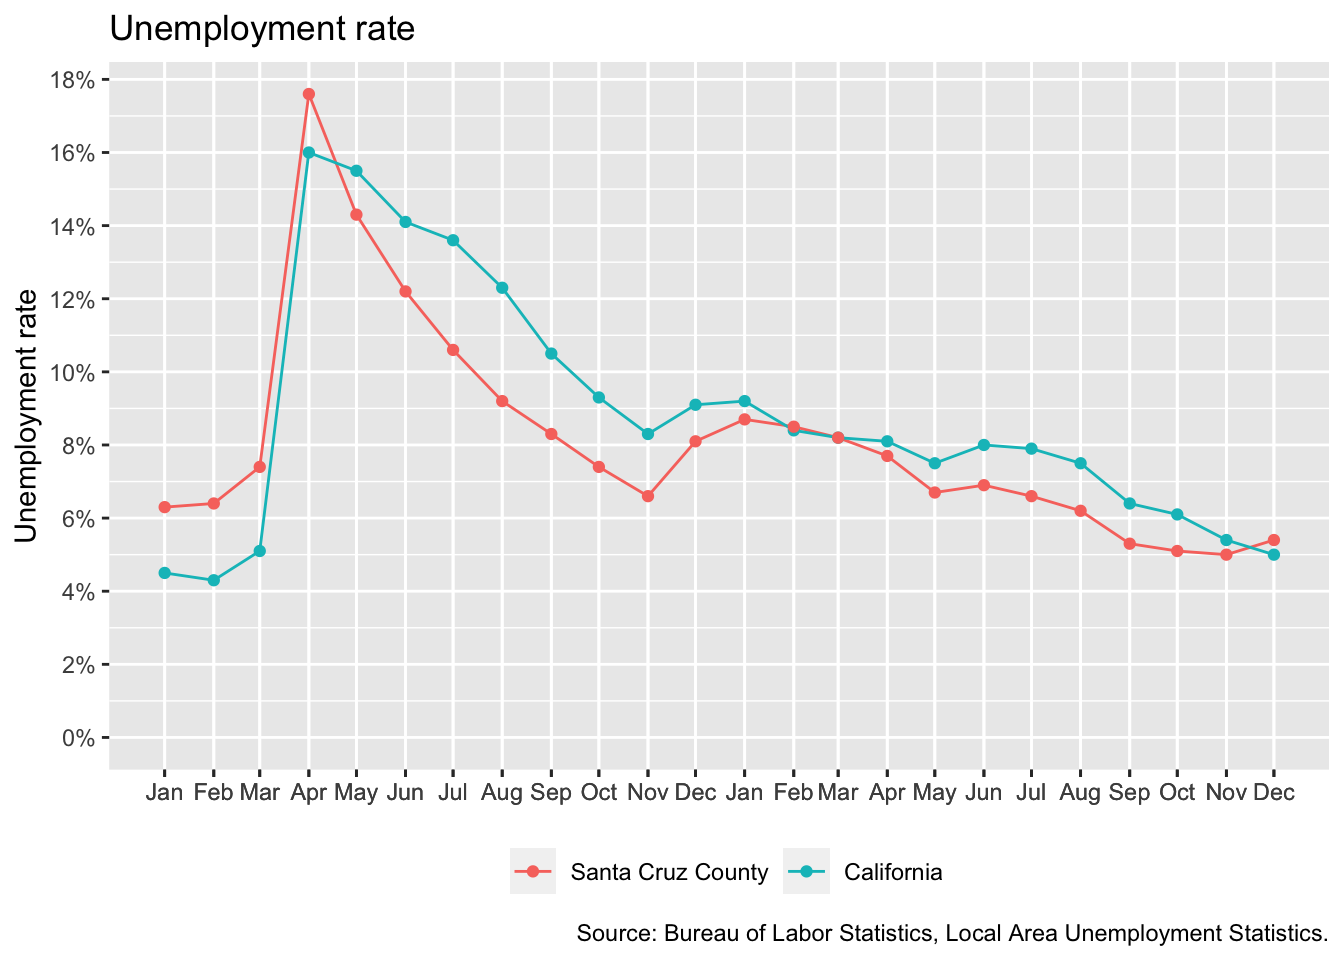 Unemployment rate
Unemployment rate
18%
16%
14%
12%
10%
8%
6%
4%
2%
0%
Jan Feb Mar Apr May Jun Jul Aug Sep Oct Nov Dec Jan Feb Mar Apr May Jun Jul Aug Sep Oct Nov Dec
Santa Cruz County California
Source: Bureau of Labor Statistics, Local Area Unemployment Statistics.